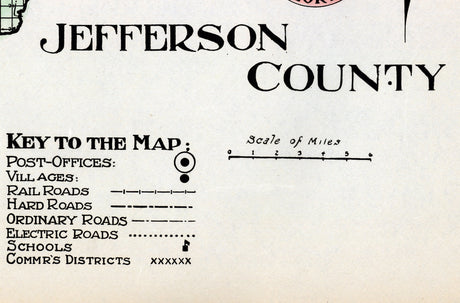 JEFFERSON
COUNTY
KEY TO THE MAP:
POST-OFFICES:
VILLAGES:
RAIL ROADS
HARD ROADS
ORDINARY ROADS
ELECTRIC ROADS
SCHOOLS
COMMR'S DISTRICTS xxxxxx
Scale of Miles
0 1 2 3 4 5 6